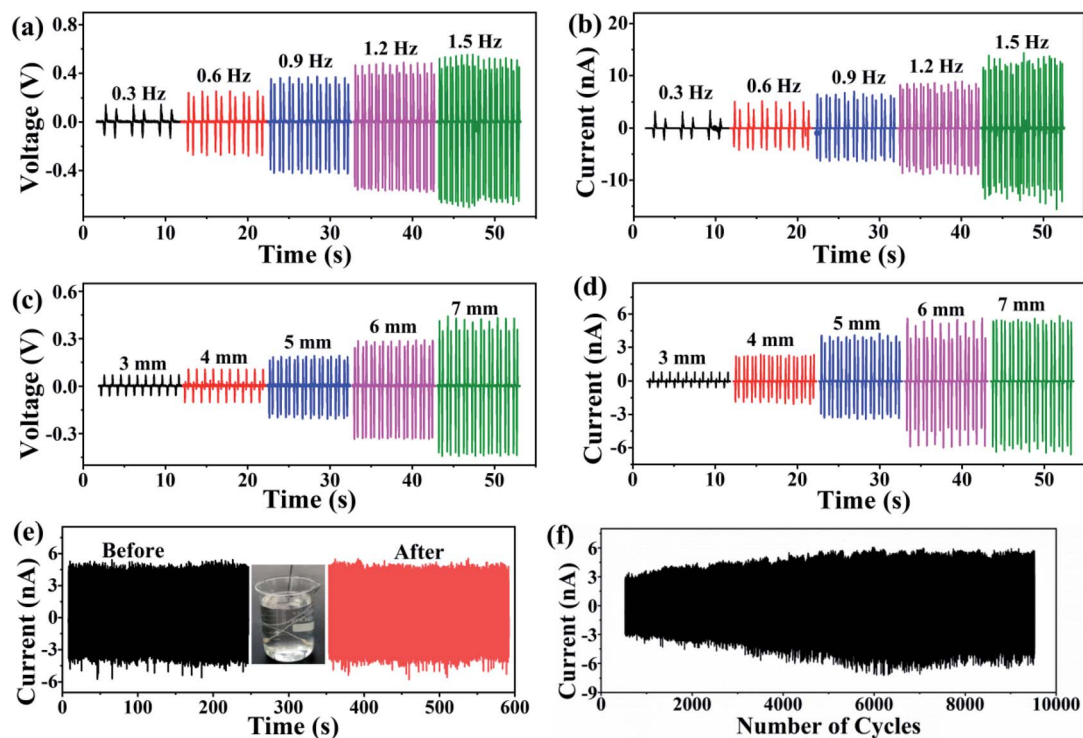 (a)
Voltage (V)
0.8
0.4
0.0
-0.4
0.3 Hz
0.6 Hz
0.9 Hz
1.2 Hz
1.5 Hz
0 10 20 30 40 50
Time (s)
(b)
Current (nA)
20
10
0
-10
0.3 Hz
0.6 Hz
0.9 Hz
1.2 Hz
1.5 Hz
0 10 20 30 40 50
Time (s)
(c)
Voltage (V)
0.6
0.3
0.0
-0.3
3 mm
4 mm
5 mm
6 mm
7 mm
0 10 20 30 40 50
Time (s)
(d)
Current (nA)
6
3
0
-3
-6
3 mm
4 mm
5 mm
6 mm
7 mm
0 10 20 30 40 50
Time (s)
(e)
Current (nA)
6
3
0
-3
-6
Before
After
0 100 200 300 400 500 600
Time (s)
(f)
Current (nA)
6
3
0
-3
-6
-9
0 2000 4000 6000 8000 10000
Number of Cycles